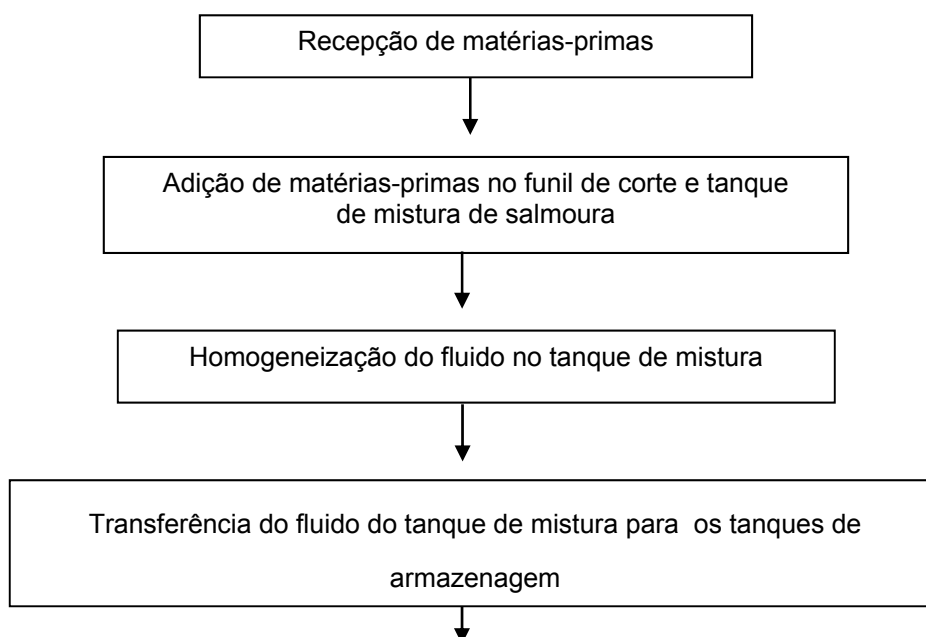 Recepção de matérias-primas
Adição de matérias-primas no funil de corte e tanque
de mistura de salmoura
Homogeneização do fluido no tanque de mistura
Transferência do fluido do tanque de mistura para os tanques de
armazenagem